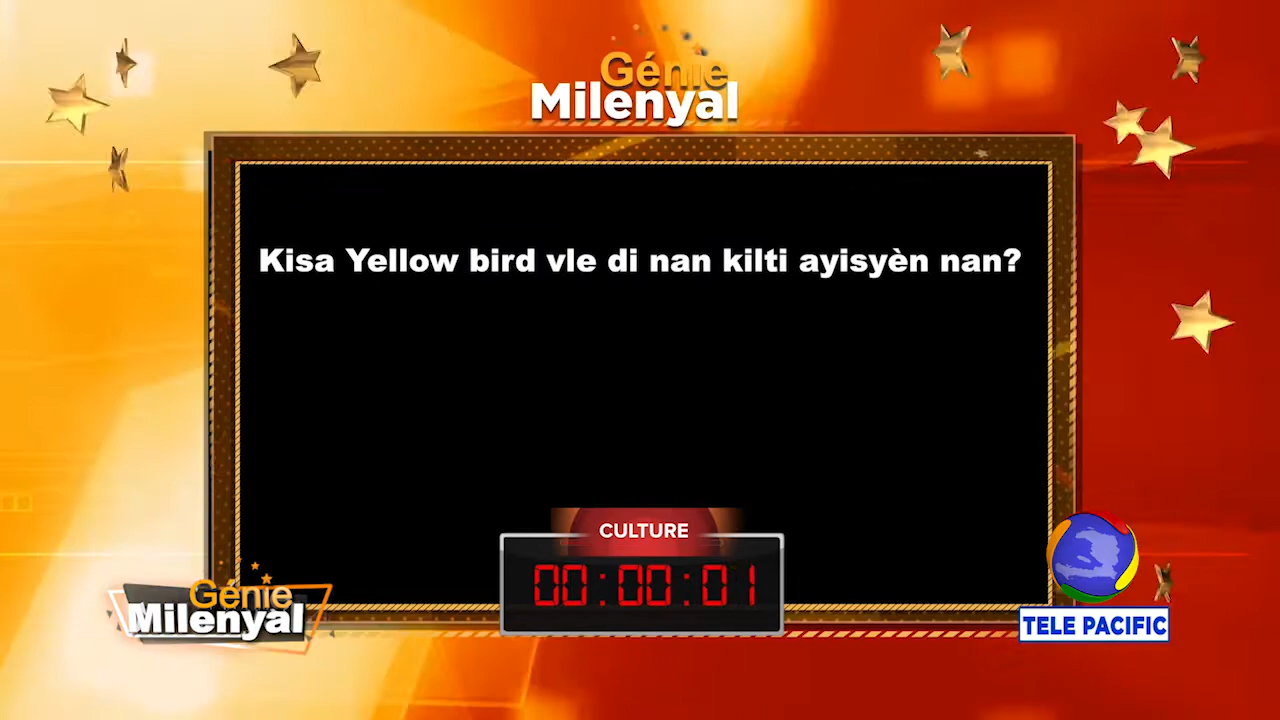 Génie
Milenyal
Kisa Yellow bird vle di nan kilti ayisyèn nan?
CULTURE
00:00:01
Génie
Milenyal
TELE PACIFIC